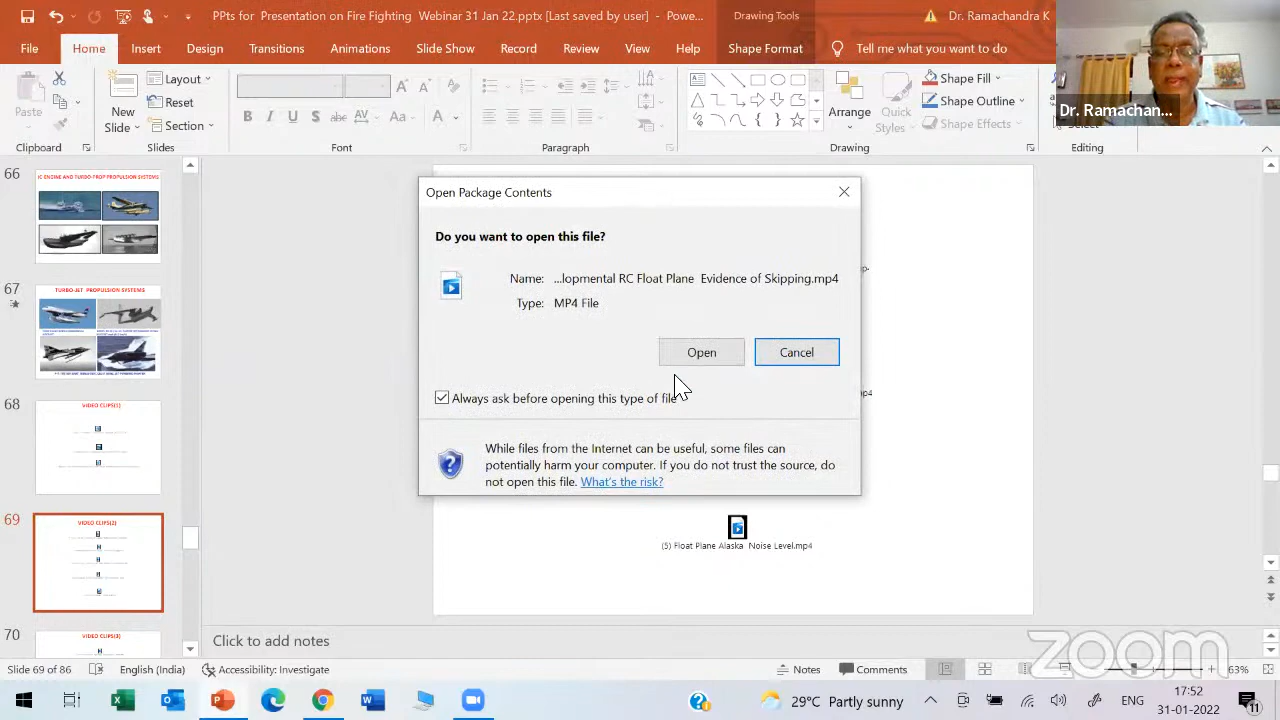 PPTs for Presentation on Fire Fighting Webinar 31 Jan 22.pptx [Last saved by user] - Powe...
Drawing Tools
Dr. Ramachandra K
File
Home
Insert
Design
Transitions
Animations
Slide Show
Record
Review
View
Help
Shape Format
Tell me what you want to do
Paste
New
Slide
Layout
Reset
Section
Arrange
Quick
Styles
Shape Fill
Shape Outline
Shape Effects
Dr. Ramachan...
Clipboard
Slides
Font
Paragraph
Drawing
Editing
66
IC ENGINE AND TURBO-PROP PROPULSION SYSTEMS
67
TURBO-JET PROPULSION SYSTEMS
68
VIDEO CLIPS(1)
69
VIDEO CLIPS(2)
70
VIDEO CLIPS(3)
Open Package Contents
Do you want to open this file?
Name: ...lopmental RC Float Plane Evidence of Skipping.mp4
Type: MP4 File
Open
Cancel
Always ask before opening this type of file
While files from the Internet can be useful, some files can
potentially harm your computer. If you do not trust the source, do
not open this file. What's the risk?
(5) Float Plane Alaska Noise Level.mp4
Click to add notes
zoom
Slide 69 of 86
English (India)
Accessibility: Investigate
Notes
Comments
63%
29°C Partly sunny
ENG
17:52
31-01-2022
11